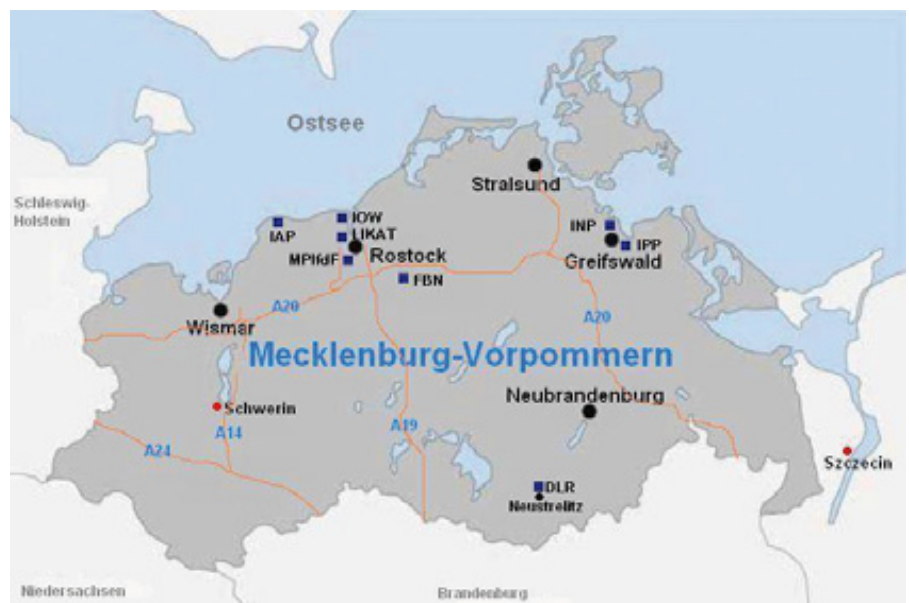 Ostsee
Stralsund
Schleswig-
Holstein
IOW
INP
IAP
LIKAT
IPP
MPIfdF
Rostock
Greifswald
FBN
A20
A20
Wismar
Mecklenburg-Vorpommern
Neubrandenburg
Schwerin
A14
A19
A24
Szczecin
DLR
Neustrelitz
Niedersachsen
Brandenburg